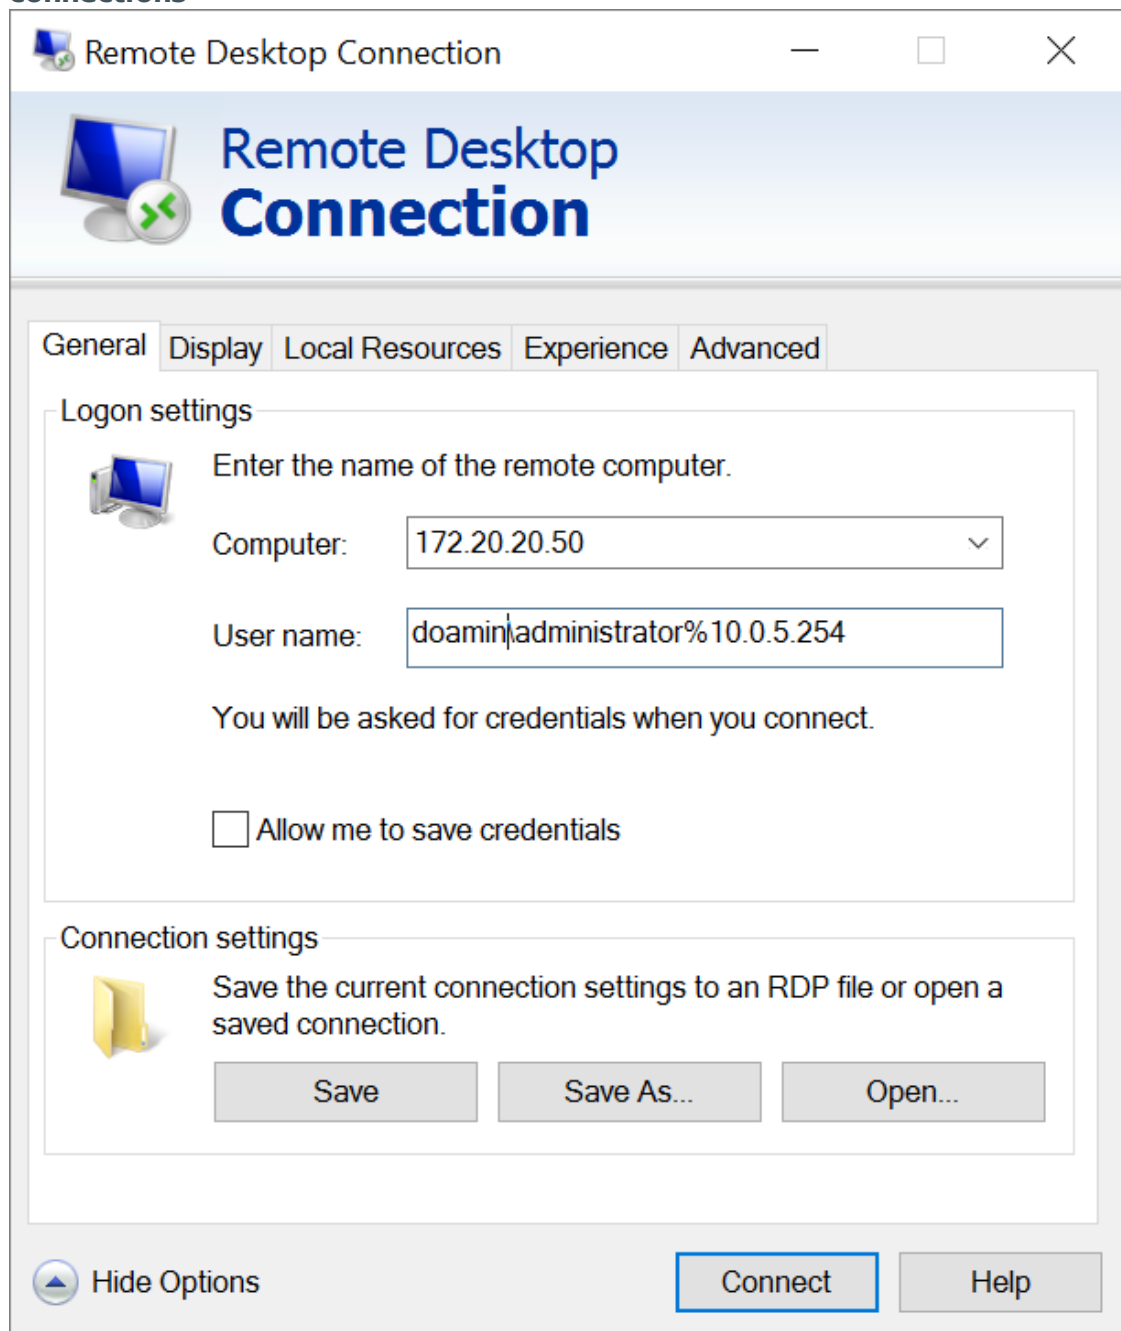 connections
Remote Desktop Connection
Remote Desktop
Connection
General Display Local Resources Experience Advanced
Logon settings
Enter the name of the remote computer.
Computer: 172.20.20.50
User name: doamin\administrator%10.0.5.254
You will be asked for credentials when you connect.
Allow me to save credentials
Connection settings
Save the current connection settings to an RDP file or open a
saved connection.
Save Save As... Open...
Hide Options Connect Help